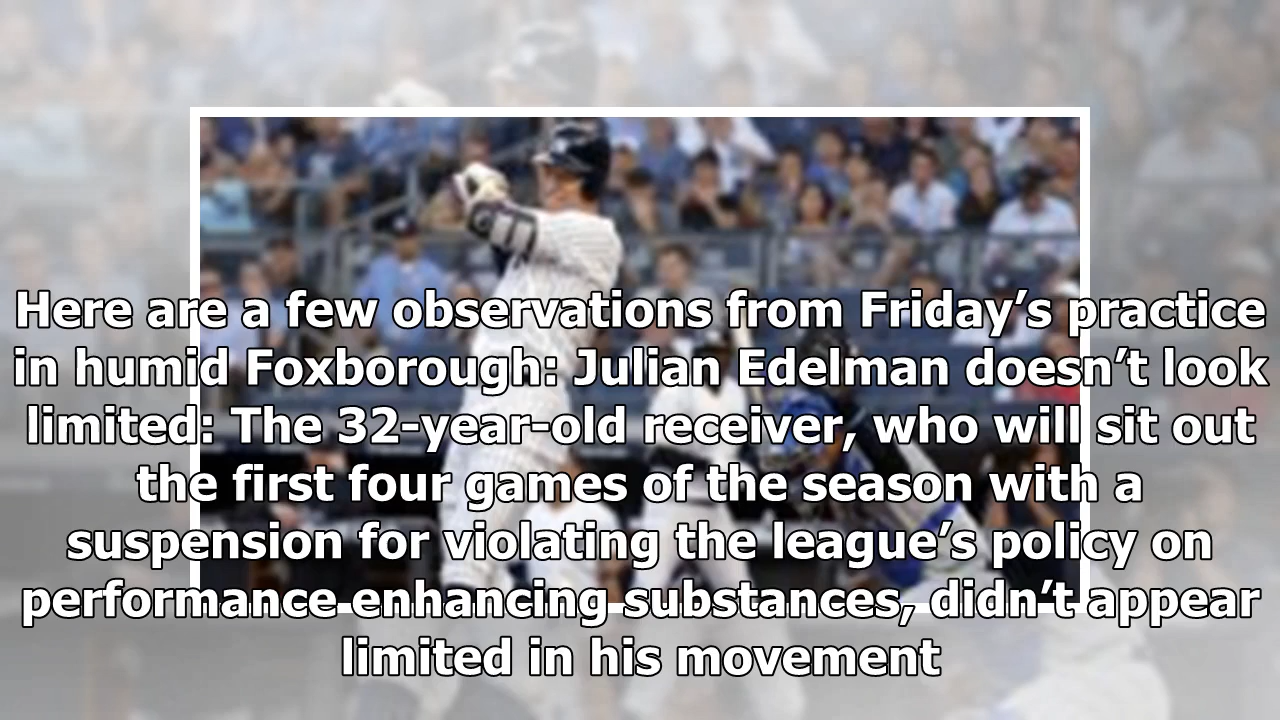 Here are a few observations from Friday’s practice
in humid Foxborough: Julian Edelman doesn’t look
limited: The 32-year-old receiver, who will sit out
the first four games of the season with a
suspension for violating the league’s policy on
performance enhancing substances, didn’t appear
limited in his movement